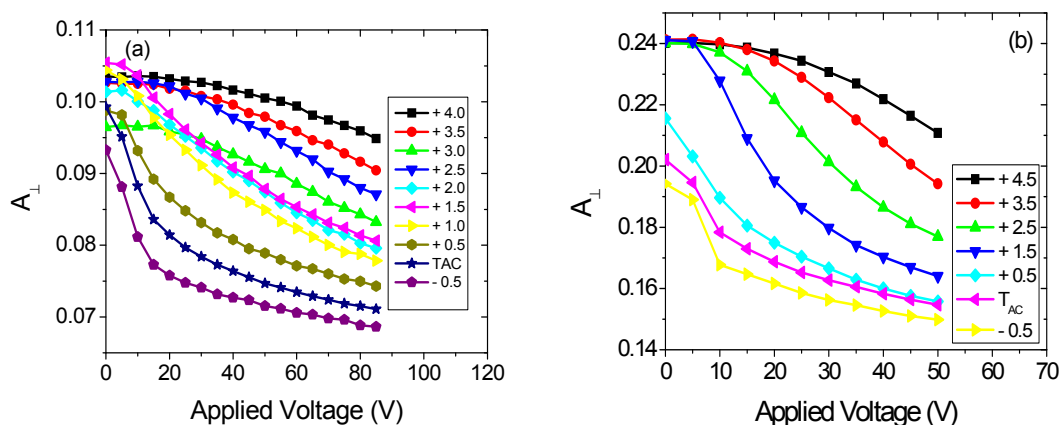 (a)
A⊥
0.11
0.10
0.09
0.08
0.07
0 20 40 60 80 100 120
Applied Voltage (V)
+ 4.0
+ 3.5
+ 3.0
+ 2.5
+ 2.0
+ 1.5
+ 1.0
+ 0.5
TAC
- 0.5
(b)
A⊥
0.24
0.22
0.20
0.18
0.16
0.14
0 10 20 30 40 50 60 70
Applied Voltage (V)
+ 4.5
+ 3.5
+ 2.5
+ 1.5
+ 0.5
T_AC
- 0.5